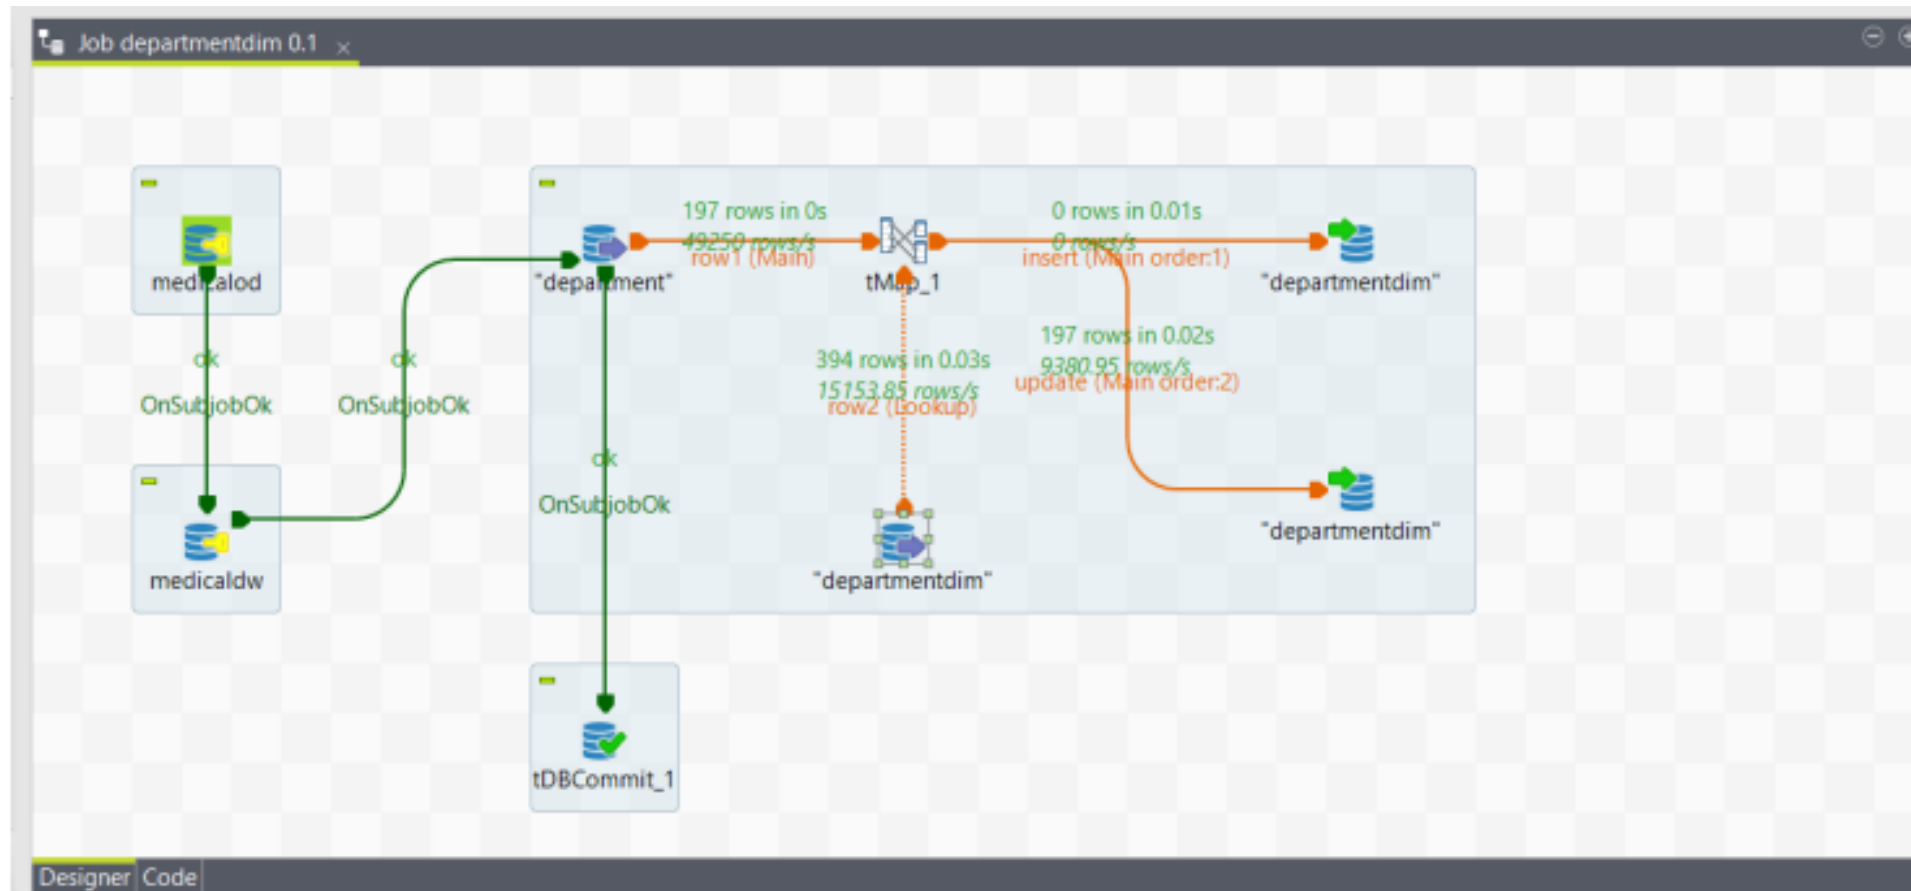 Job departmentdim 0.1
197 rows in 0s
49250 rows/s
row1 (Main)
0 rows in 0.01s
0 rows/s
insert (Main order:1)
medicalod
"department"
tMap_1
"departmentdim"
ok
OnSubjobOk
ok
OnSubjobOk
394 rows in 0.03s
15153.85 rows/s
row2 (Lookup)
197 rows in 0.02s
9380.95 rows/s
update (Main order:2)
ok
OnSubjobOk
"departmentdim"
medicaldw
"departmentdim"
tDBCommit_1
Designer Code